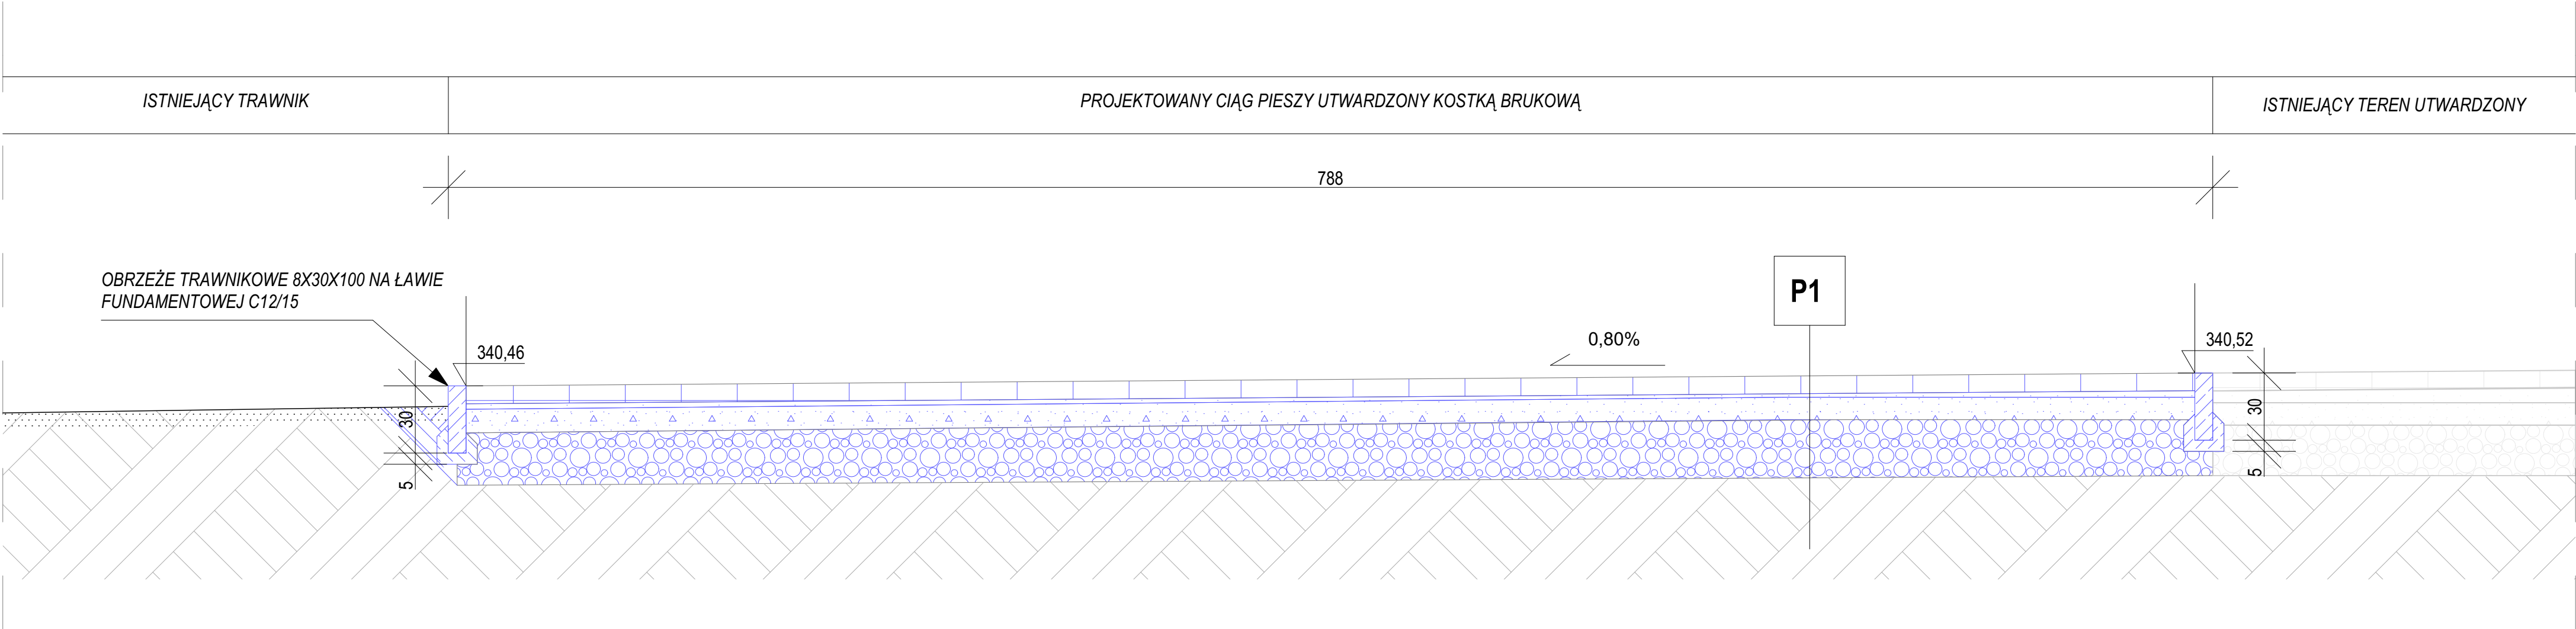 ISTNIEJĄCY TRAWNIK
PROJEKTOWANY CIĄG PIESZY UTWARDZONY KOSTKĄ BRUKOWĄ
ISTNIEJĄCY TEREN UTWARDZONY
788
OBRZEŻE TRAWNIKOWE 8X30X100 NA ŁAWIE
FUNDAMENTOWEJ C12/15
P1
0,80%
340,46
340,52
30
5
30
5